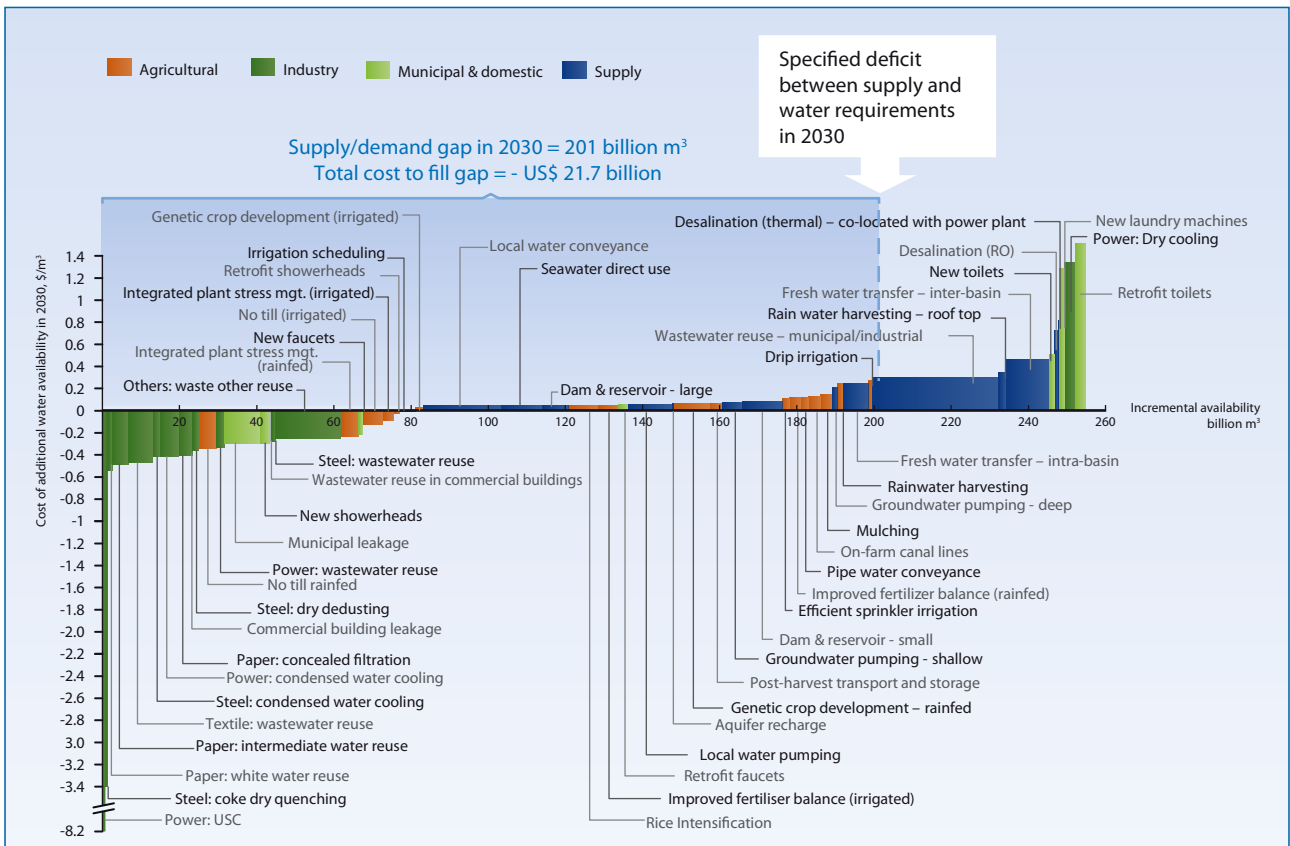 Agricultural
Industry
Municipal & domestic
Supply
Specified deficit
between supply and
water requirements
in 2030
Supply/demand gap in 2030 = 201 billion m³
Total cost to fill gap = - US$ 21.7 billion
Genetic crop development (irrigated)
Irrigation scheduling
Retrofit showerheads
Integrated plant stress mgt. (irrigated)
No till (irrigated)
New faucets
Integrated plant stress mgt.
(rainfed)
Others: waste other reuse
Local water conveyance
Seawater direct use
Dam & reservoir - large
Desalination (thermal) – co-located with power plant
Desalination (RO)
New toilets
Fresh water transfer – inter-basin
Rain water harvesting – roof top
Wastewater reuse – municipal/industrial
Drip irrigation
New laundry machines
Power: Dry cooling
Retrofit toilets
Cost of additional water availability in 2030, $/m³
1.4
1.2
1
0.8
0.6
0.4
0.2
0
-0.2
-0.4
-0.6
-0.8
-1
-1.2
-1.4
-1.6
-1.8
-2.0
-2.2
-2.4
-2.6
-2.8
3.0
-3.2
-3.4
-8.2
20
40
60
80
100
120
140
160
180
200
220
240
260
Incremental availability
billion m³
Steel: wastewater reuse
Wastewater reuse in commercial buildings
New showerheads
Municipal leakage
Power: wastewater reuse
No till rainfed
Steel: dry dedusting
Commercial building leakage
Paper: concealed filtration
Power: condensed water cooling
Steel: condensed water cooling
Textile: wastewater reuse
Paper: intermediate water reuse
Paper: white water reuse
Steel: coke dry quenching
Power: USC
Fresh water transfer – intra-basin
Rainwater harvesting
Groundwater pumping - deep
Mulching
On-farm canal lines
Pipe water conveyance
Improved fertilizer balance (rainfed)
Efficient sprinkler irrigation
Dam & reservoir - small
Groundwater pumping - shallow
Post-harvest transport and storage
Genetic crop development – rainfed
Aquifer recharge
Local water pumping
Retrofit faucets
Improved fertiliser balance (irrigated)
Rice Intensification